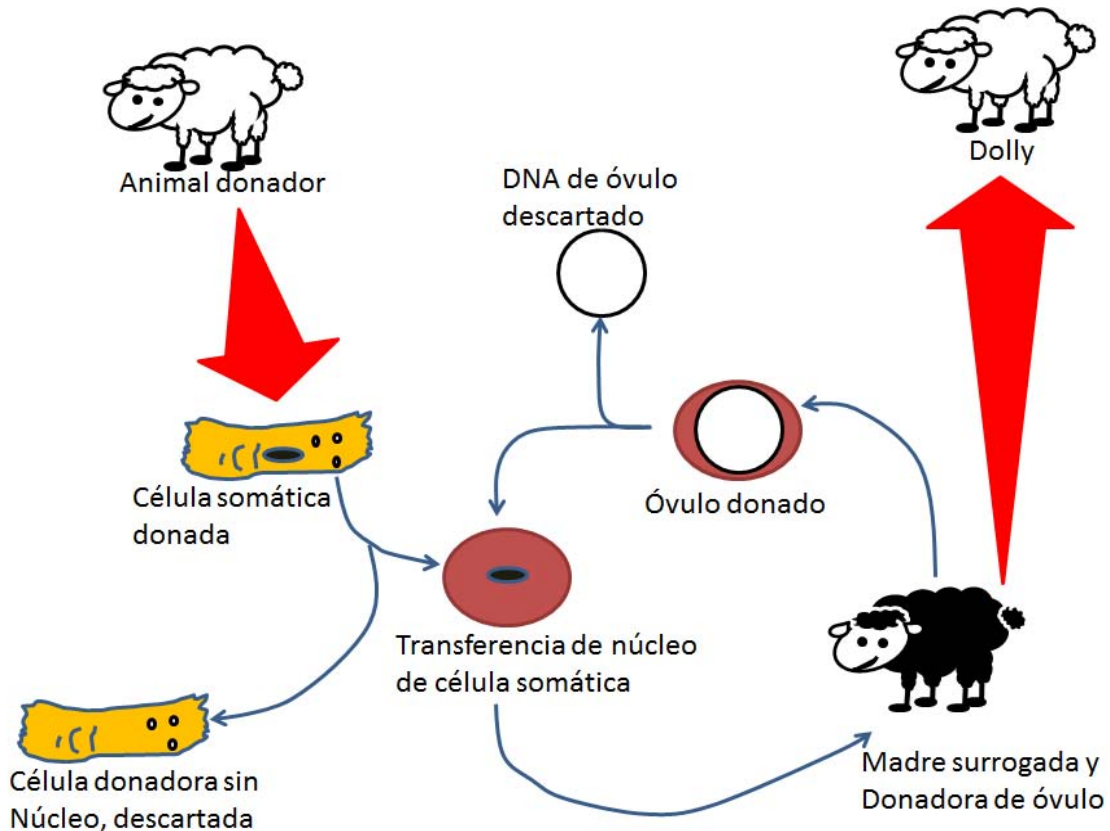 Animal donador
Dolly
DNA de óvulo
descartado
Célula somática
donada
Óvulo donado
Transferencia de núcleo
de célula somática
Célula donadora sin
Núcleo, descartada
Madre surrogada y
Donadora de óvulo